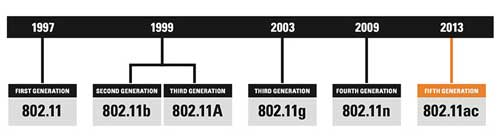 1997 1999 2003 2009 2013
FIRST GENERATION SECOND GENERATION THIRD GENERATION THIRD GENERATION FOURTH GENERATION FIFTH GENERATION
802.11 802.11b 802.11A 802.11g 802.11n 802.11ac